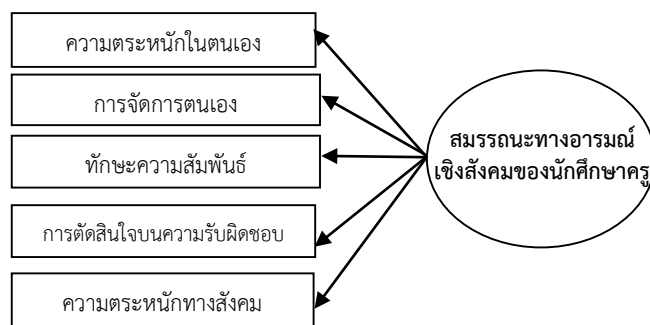 ความตระหนักในตนเอง
การจัดการตนเอง
ทักษะความสัมพันธ์
การตัดสินใจบนความรับผิดชอบ
ความตระหนักทางสังคม
สมรรถนะทางอารมณ์
เชิงสังคมของนักศึกษาครู